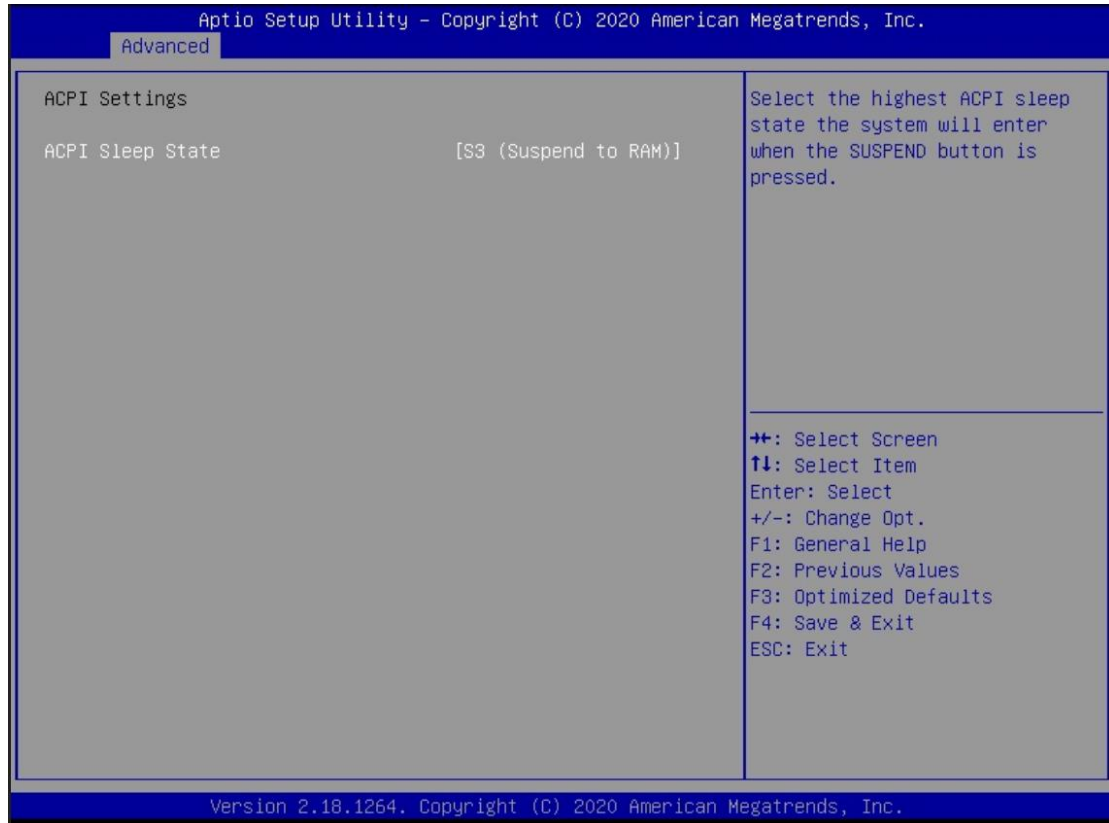 Aptio Setup Utility – Copyright (C) 2020 American Megatrends, Inc.
Advanced
ACPI Settings
ACPI Sleep State [S3 (Suspend to RAM)]
Select the highest ACPI sleep
state the system will enter
when the SUSPEND button is
pressed.
→←: Select Screen
↑↓: Select Item
Enter: Select
+/-: Change Opt.
F1: General Help
F2: Previous Values
F3: Optimized Defaults
F4: Save & Exit
ESC: Exit
Version 2.18.1264. Copyright (C) 2020 American Megatrends, Inc.